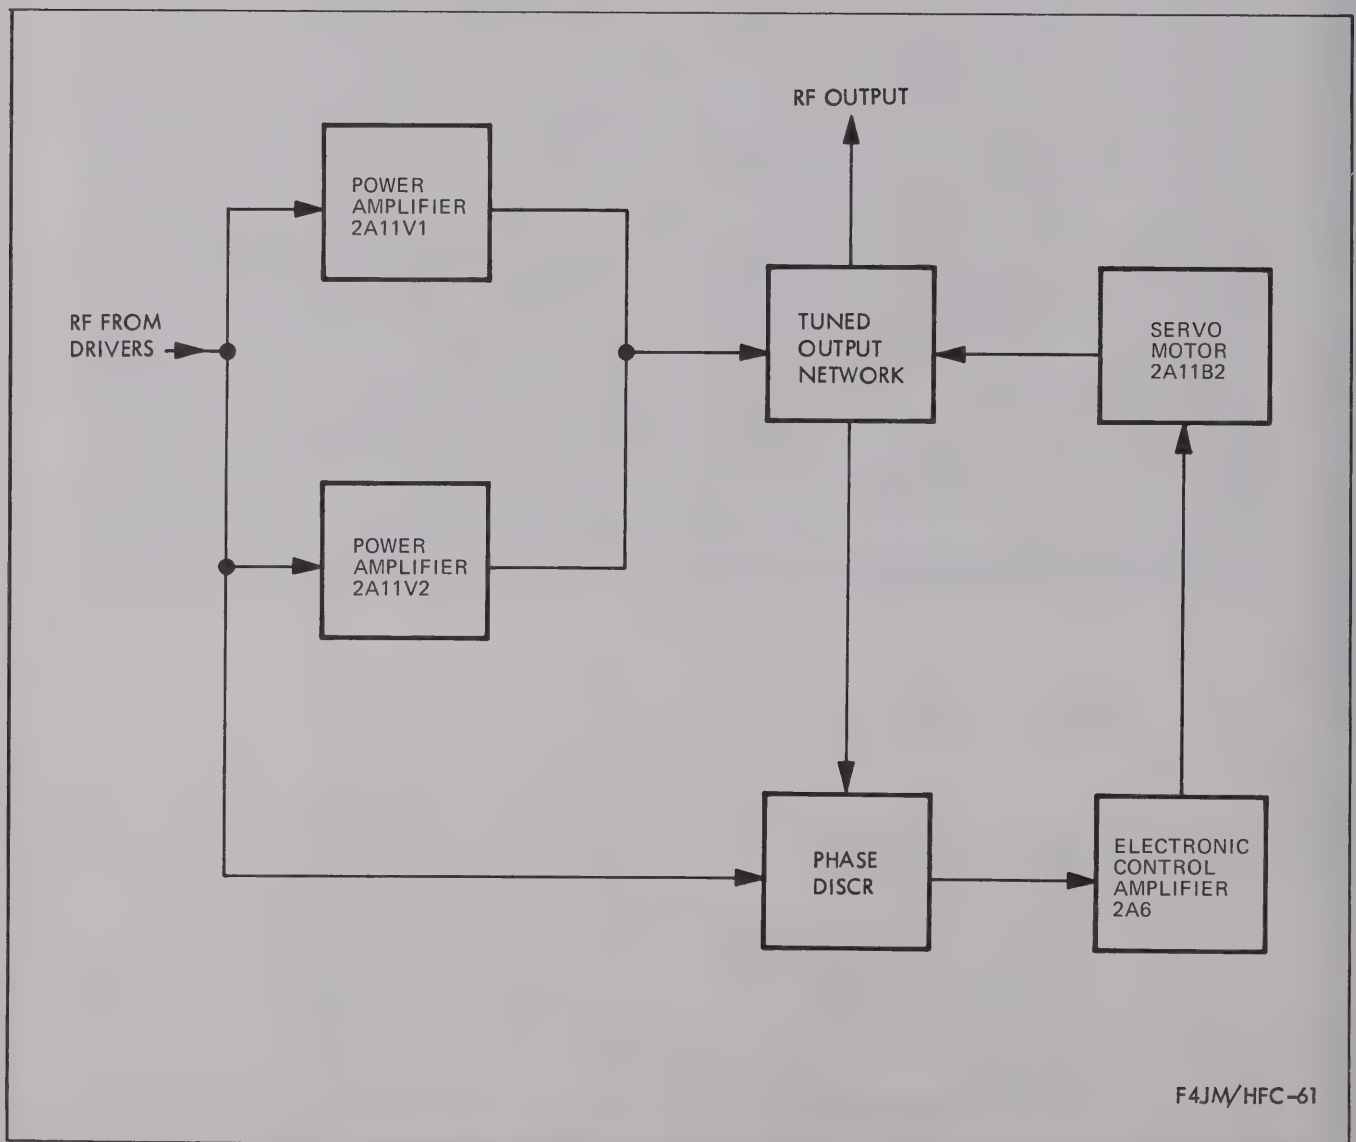 RF OUTPUT
POWER
AMPLIFIER
2A11V1
RF FROM
DRIVERS
TUNED
OUTPUT
NETWORK
SERVO
MOTOR
2A11B2
POWER
AMPLIFIER
2A11V2
PHASE
DISCR
ELECTRONIC
CONTROL
AMPLIFIER
2A6
F4JM/HFC-61